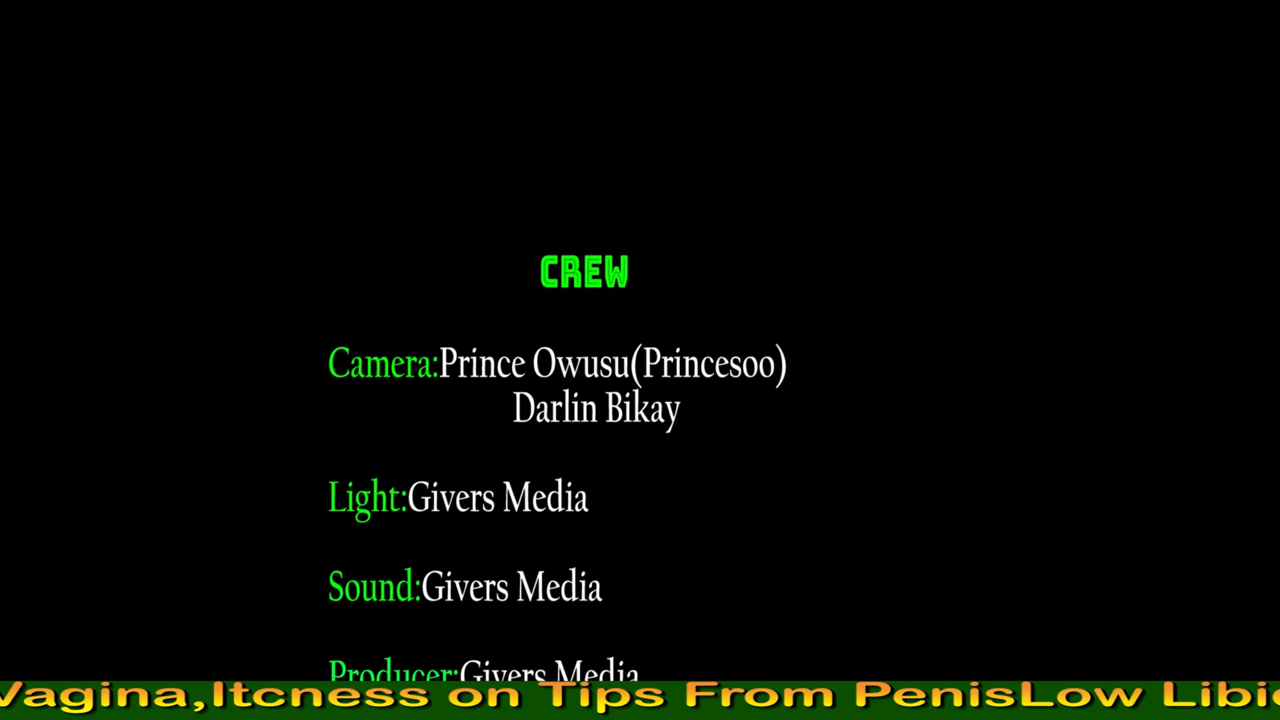 CREW
Camera:Prince Owusu(Princesoo)
Darlin Bikay
Light:Givers Media
Sound:Givers Media
Producer:Givers Media
Vagina,Itcness on Tips From PenisLow